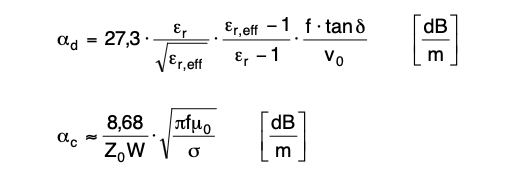 α_d = 27,3 · ε_r / √ε_r,eff · (ε_r,eff − 1) / (ε_r − 1) · (f · tan δ) / v_0 [dB/m]
α_c ≈ 8,68 / (Z_0W) · √(πfμ_0 / σ) [dB/m]